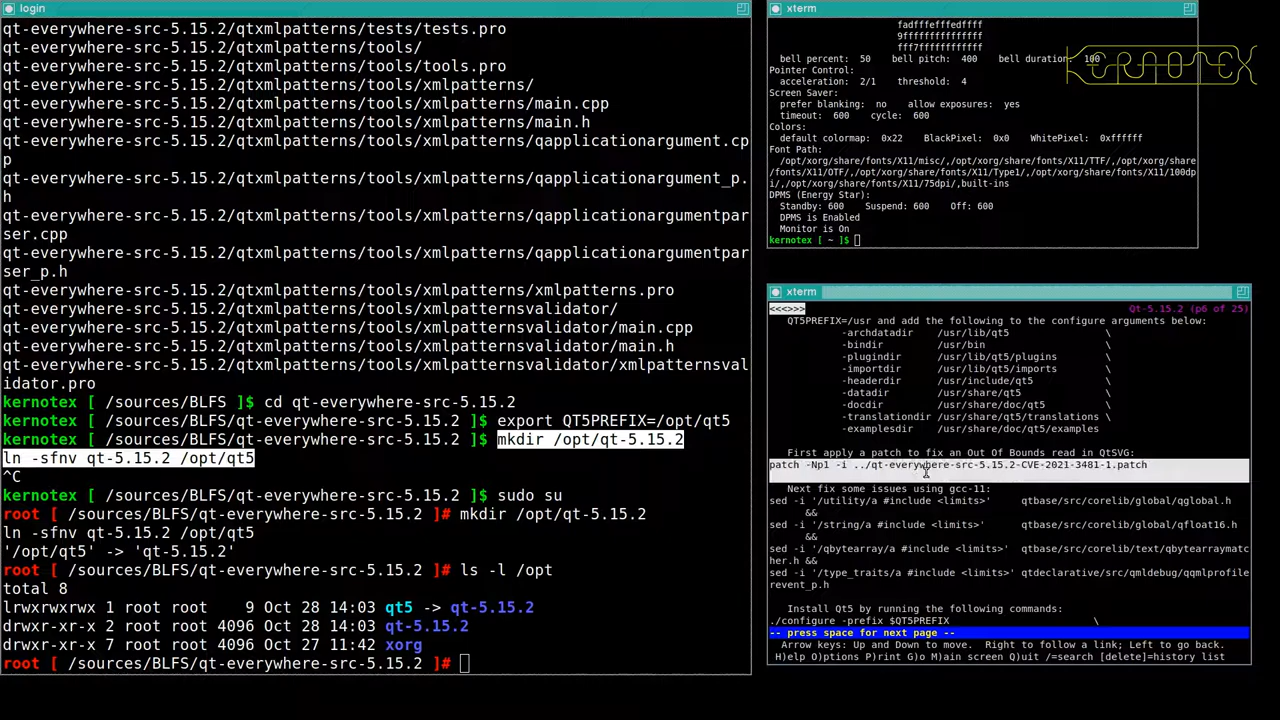 login
qt-everywhere-src-5.15.2/qtxmlpatterns/tests/tests.pro
qt-everywhere-src-5.15.2/qtxmlpatterns/tools/
qt-everywhere-src-5.15.2/qtxmlpatterns/tools/tools.pro
qt-everywhere-src-5.15.2/qtxmlpatterns/tools/xmlpatterns/
qt-everywhere-src-5.15.2/qtxmlpatterns/tools/xmlpatterns/main.cpp
qt-everywhere-src-5.15.2/qtxmlpatterns/tools/xmlpatterns/main.h
qt-everywhere-src-5.15.2/qtxmlpatterns/tools/xmlpatterns/qapplicationargument.cp
p
qt-everywhere-src-5.15.2/qtxmlpatterns/tools/xmlpatterns/qapplicationargument_p.
h
qt-everywhere-src-5.15.2/qtxmlpatterns/tools/xmlpatterns/qapplicationargumentpar
ser.cpp
qt-everywhere-src-5.15.2/qtxmlpatterns/tools/xmlpatterns/qapplicationargumentpar
ser_p.h
qt-everywhere-src-5.15.2/qtxmlpatterns/tools/xmlpatterns/xmlpatterns.pro
qt-everywhere-src-5.15.2/qtxmlpatterns/tools/xmlpatternsvalidator/
qt-everywhere-src-5.15.2/qtxmlpatterns/tools/xmlpatternsvalidator/main.cpp
qt-everywhere-src-5.15.2/qtxmlpatterns/tools/xmlpatternsvalidator/main.h
qt-everywhere-src-5.15.2/qtxmlpatterns/tools/xmlpatternsvalidator/xmlpatternsval
idator.pro
kernotex [ /sources/BLFS ]$ cd qt-everywhere-src-5.15.2
kernotex [ /sources/BLFS/qt-everywhere-src-5.15.2 ]$ export QT5PREFIX=/opt/qt5
kernotex [ /sources/BLFS/qt-everywhere-src-5.15.2 ]$ mkdir /opt/qt-5.15.2
ln -sfnv qt-5.15.2 /opt/qt5
^C
kernotex [ /sources/BLFS/qt-everywhere-src-5.15.2 ]$ sudo su
root [ /sources/BLFS/qt-everywhere-src-5.15.2 ]# mkdir /opt/qt-5.15.2
ln -sfnv qt-5.15.2 /opt/qt5
'/opt/qt5' -> 'qt-5.15.2'
root [ /sources/BLFS/qt-everywhere-src-5.15.2 ]# ls -l /opt
total 8
lrwxrwxrwx 1 root root    9 Oct 28 14:03 qt5 -> qt-5.15.2
drwxr-xr-x 2 root root 4096 Oct 28 14:03 qt-5.15.2
drwxr-xr-x 7 root root 4096 Oct 27 11:42 xorg
root [ /sources/BLFS/qt-everywhere-src-5.15.2 ]#
xterm
fadfffefffedffff
9fffffffffffffff
fff7ffffffffffff
bell percent:  50    bell pitch:  400    bell duration:  100
Pointer Control:
acceleration:  2/1    threshold:  4
Screen Saver:
prefer blanking:  no    allow exposures:  yes
timeout:  600    cycle:  600
Colors:
default colormap:  0x22    BlackPixel:  0x0    WhitePixel:  0xffffff
Font Path:
/opt/xorg/share/fonts/X11/misc/,/opt/xorg/share/fonts/X11/TTF/,/opt/xorg/share
/fonts/X11/OTF/,/opt/xorg/share/fonts/X11/Type1/,/opt/xorg/share/fonts/X11/100dp
i/,/opt/xorg/share/fonts/X11/75dpi/,built-ins
DPMS (Energy Star):
Standby: 600    Suspend: 600    Off: 600
DPMS is Enabled
Monitor is On
kernotex [ ~ ]$
KERNOTEX
xterm
<<<>>> Qt-5.15.2 (p6 of 25)
QT5PREFIX=/usr and add the following to the configure arguments below:
-archdatadir    /usr/lib/qt5                \
-bindir         /usr/bin                    \
-plugindir      /usr/lib/qt5/plugins        \
-importdir      /usr/lib/qt5/imports        \
-headerdir      /usr/include/qt5            \
-datadir        /usr/share/qt5              \
-docdir         /usr/share/doc/qt5          \
-translationdir /usr/share/qt5/translations \
-examplesdir    /usr/share/doc/qt5/examples
First apply a patch to fix an Out Of Bounds read in QtSVG:
patch -Np1 -i ../qt-everywhere-src-5.15.2-CVE-2021-3481-1.patch
Next fix some issues using gcc-11:
sed -i '/utility/a #include <limits>'      qtbase/src/corelib/global/qglobal.h
&&
sed -i '/string/a #include <limits>'       qtbase/src/corelib/global/qfloat16.h
&&
sed -i '/qbytearray/a #include <limits>'   qtbase/src/corelib/text/qbytearraymatc
her.h &&
sed -i '/type_traits/a #include <limits>'  qtdeclarative/src/qmldebug/qqmlprofile
revent_p.h
Install Qt5 by running the following commands:
./configure -prefix $QT5PREFIX                        \
-- press space for next page --
Arrow keys: Up and Down to move.  Right to follow a link; Left to go back.
H)elp O)ptions P)rint G)o M)ain screen Q)uit /=search [delete]=history list